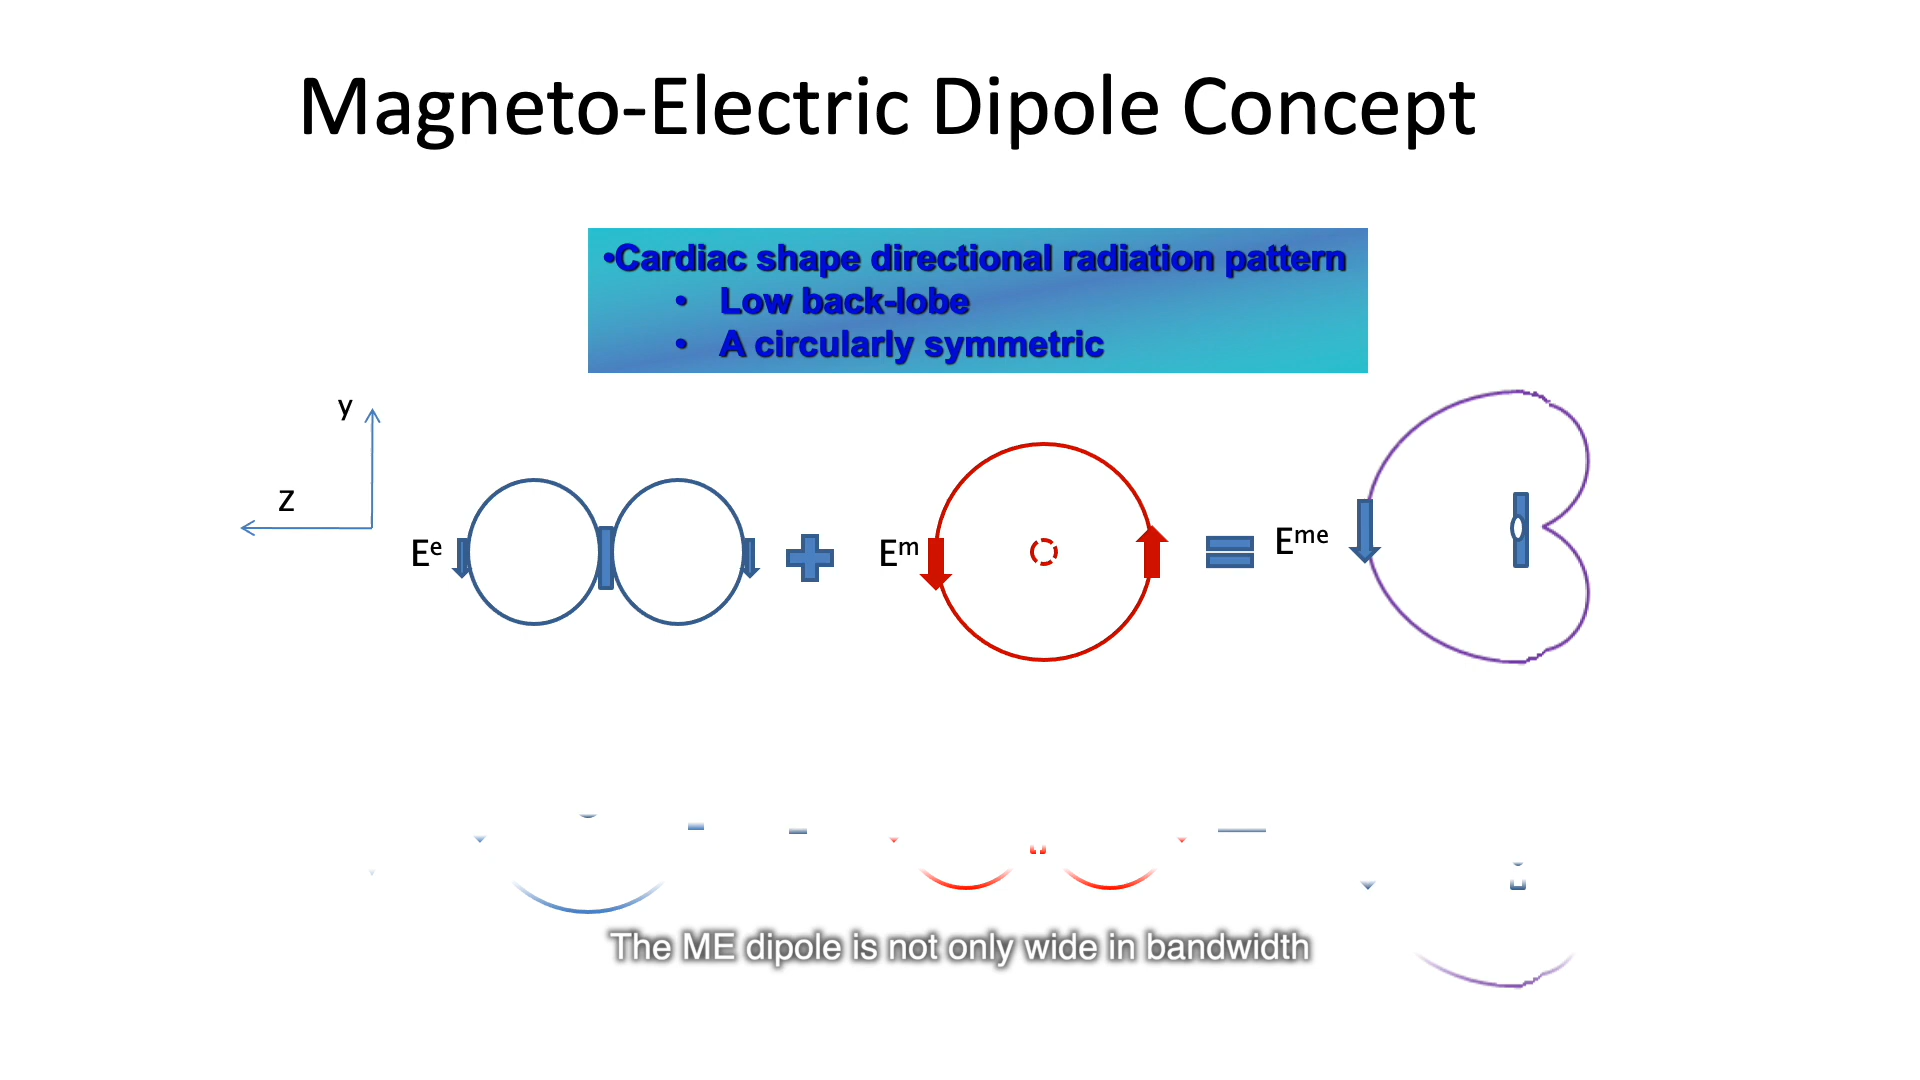 Magneto-Electric Dipole Concept
•Cardiac shape directional radiation pattern
• Low back-lobe
• A circularly symmetric
y
z
Eᵉ
Eᵐ
Eᵐᵉ
The ME dipole is not only wide in bandwidth